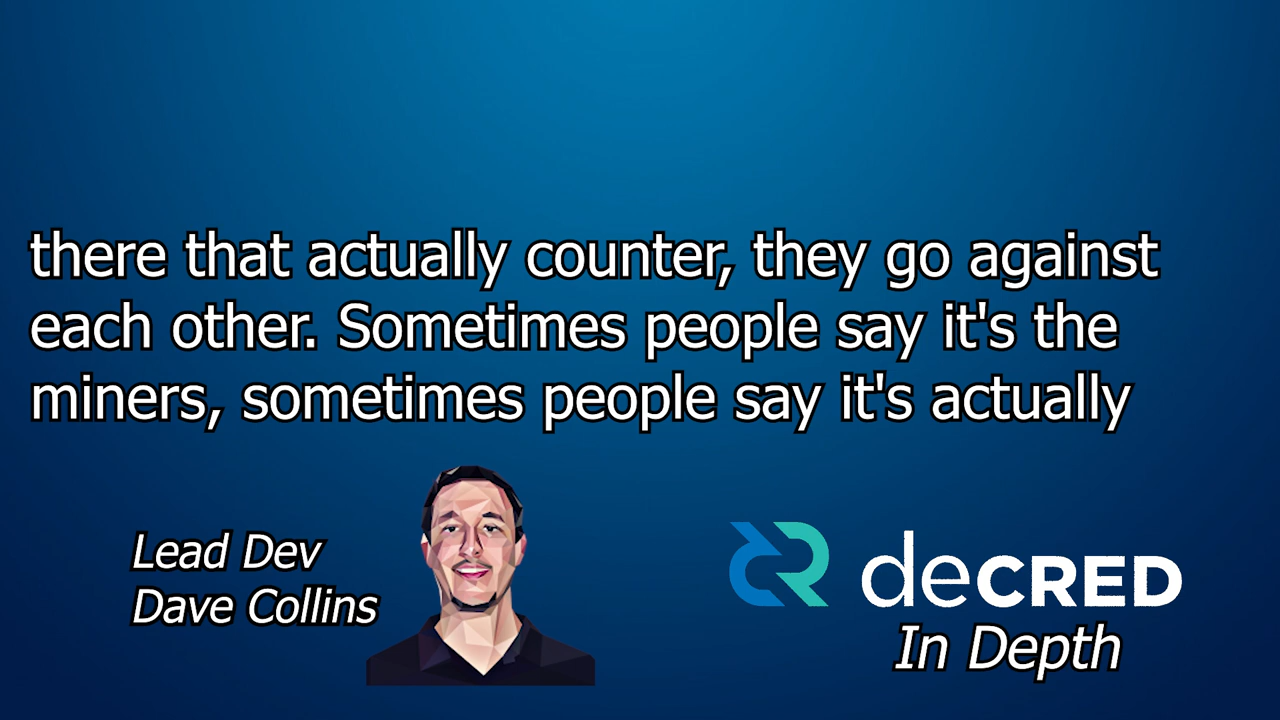 there that actually counter, they go against
each other. Sometimes people say it's the
miners, sometimes people say it's actually
Lead Dev
Dave Collins
deCRED
In Depth